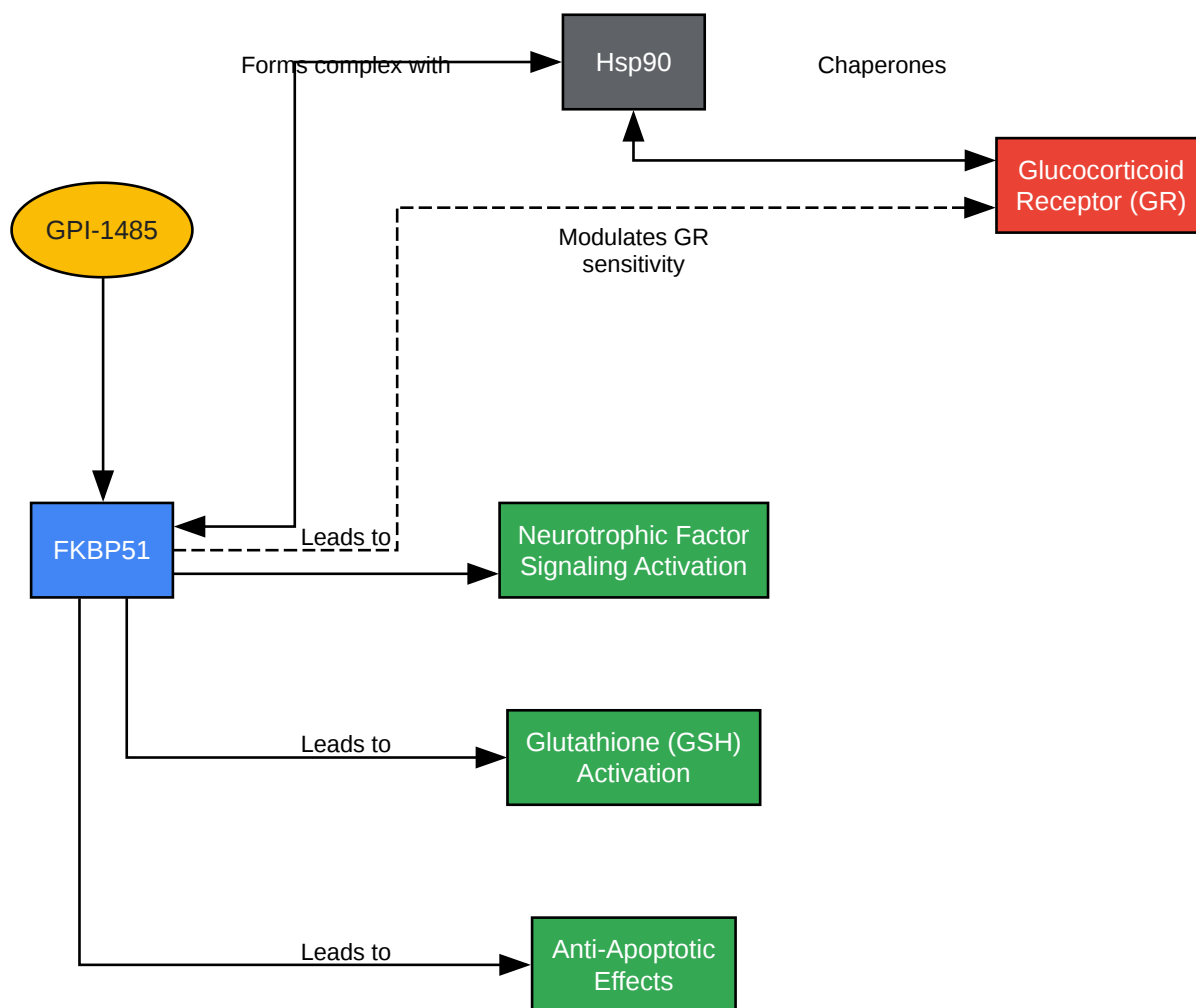 Forms complex with
Hsp90
Chaperones
Glucocorticoid
Receptor (GR)
GPI-1485
Modulates GR
sensitivity
FKBP51
Leads to
Neurotrophic Factor
Signaling Activation
Leads to
Glutathione (GSH)
Activation
Leads to
Anti-Apoptotic
Effects